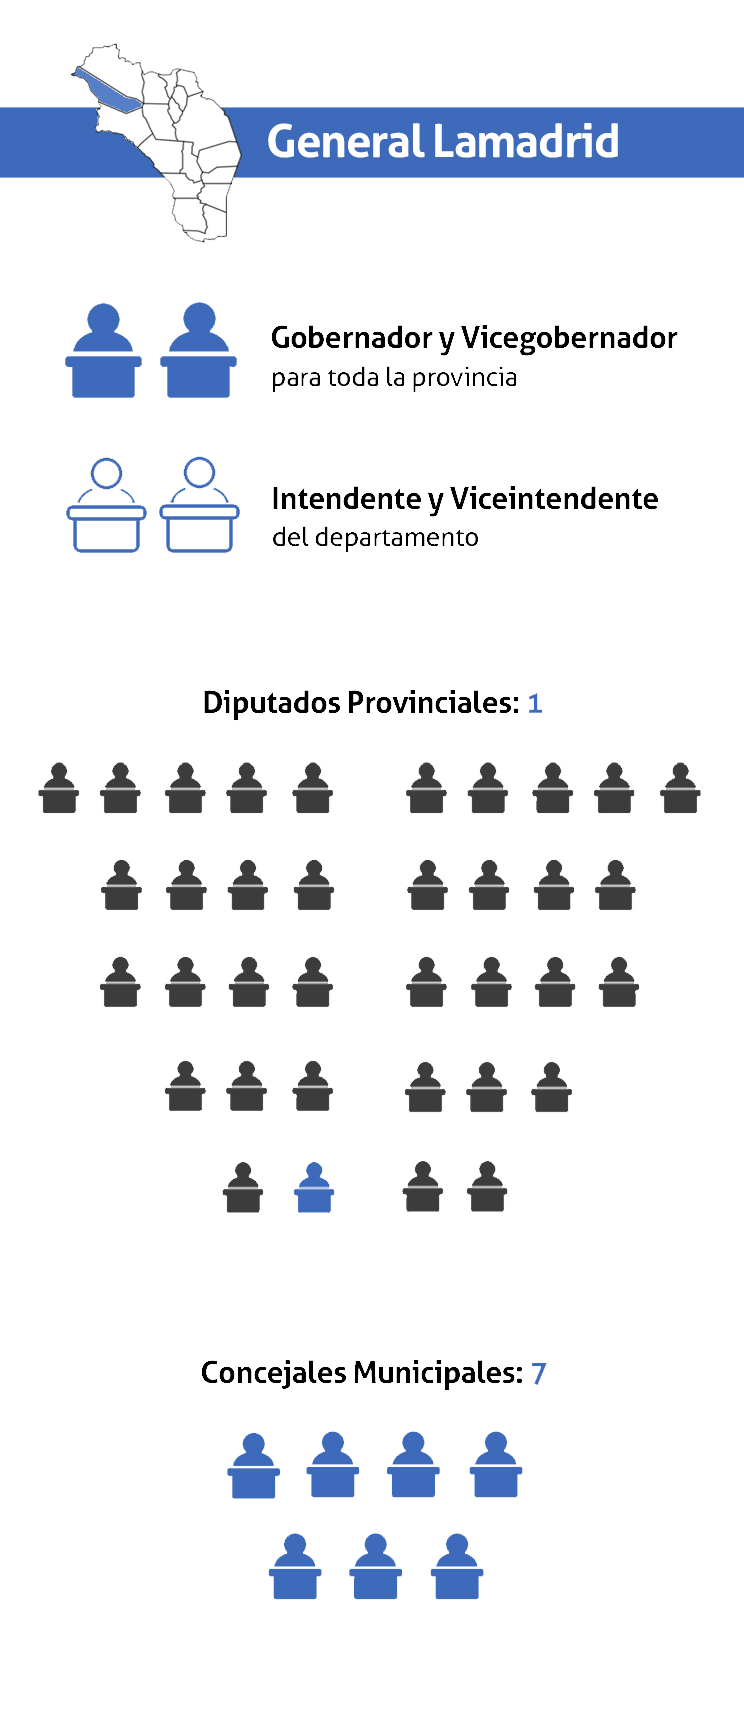 General Lamadrid
Gobernador y Vicegobernador
para toda la provincia
Intendente y Viceintendente
del departamento
Diputados Provinciales: 1
Concejales Municipales: 7